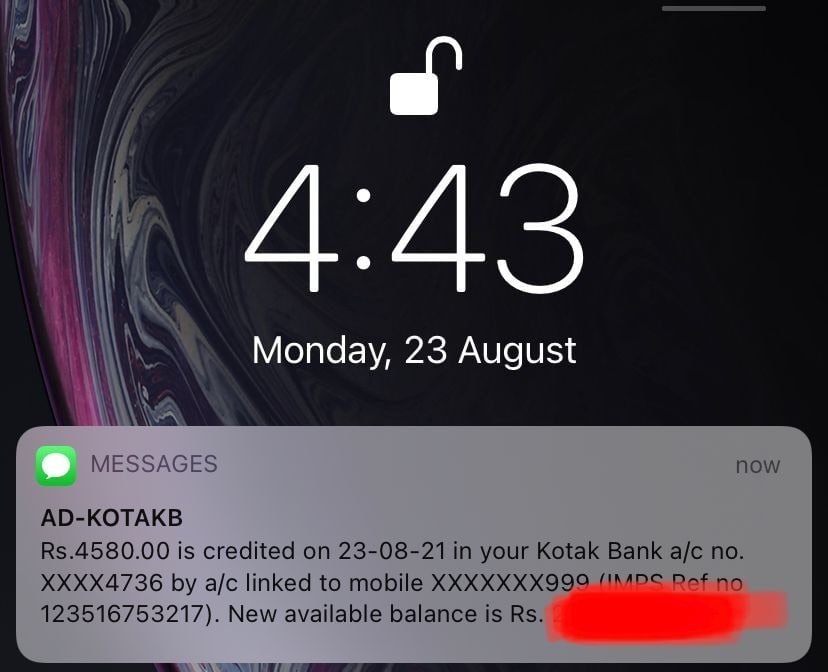 4:43
Monday, 23 August
MESSAGES
now
AD-KOTAKB
Rs.4580.00 is credited on 23-08-21 in your Kotak Bank a/c no.
XXXX4736 by a/c linked to mobile XXXXXXX999 (IMPS Ref no
123516753217). New available balance is Rs.